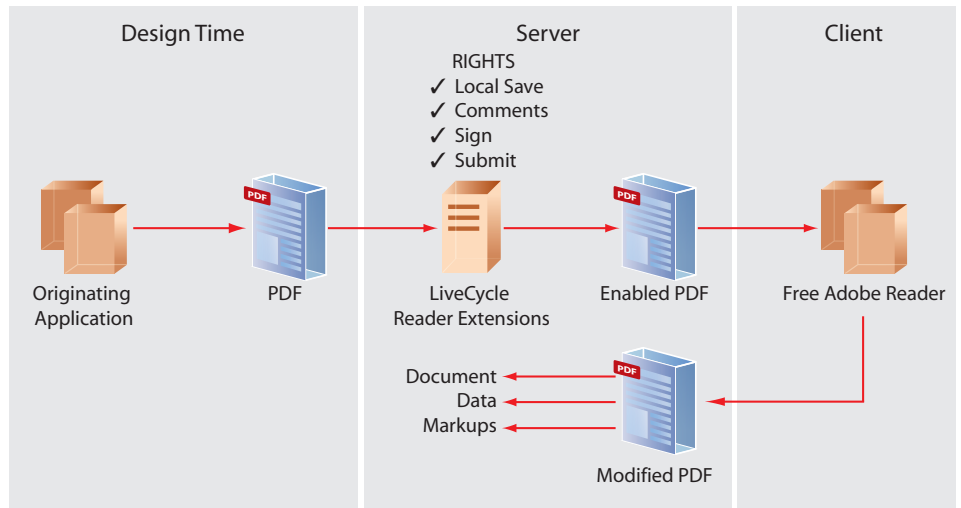 Design Time
Server
Client
RIGHTS
✓ Local Save
✓ Comments
✓ Sign
✓ Submit
PDF
PDF
Originating
Application
PDF
LiveCycle
Reader Extensions
Enabled PDF
Free Adobe Reader
PDF
Document
Data
Markups
Modified PDF